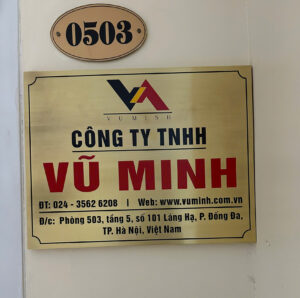 0503
VUMINH
CÔNG TY TNHH
VŨ MINH
ĐT: 024 - 3562 6208 | Web: www.vuminh.com.vn
Đ/c: Phòng 503, tầng 5, số 101 Láng Hạ, P. Đống Đa,
TP. Hà Nội, Việt Nam